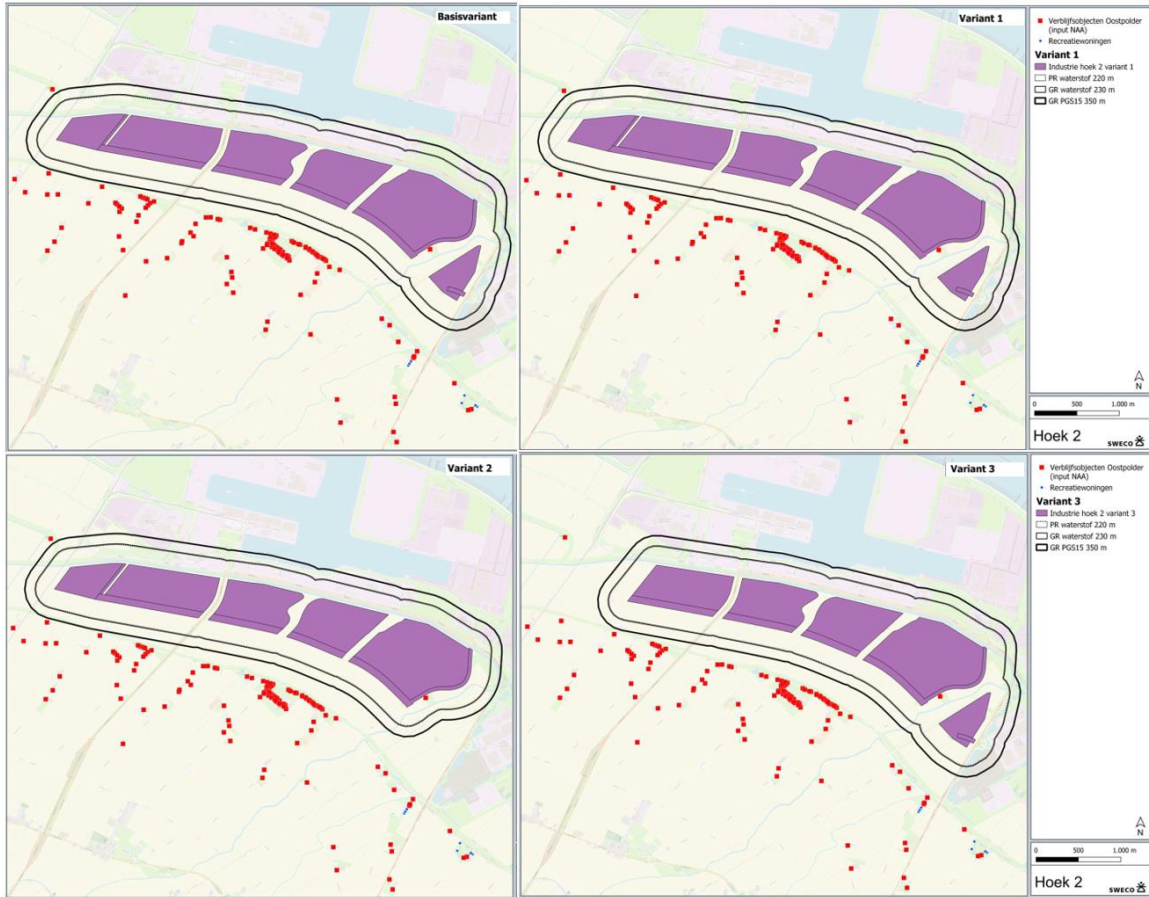 Basisvariant
Variant 1
Verblijfsobjecten Oostpolder
(input NAA)
Recreatiewoningen
Variant 1
Industrie hoek 2 variant 1
PR waterstof 220 m
GR waterstof 230 m
GR PGS15 350 m
N
0 500 1.000 m
Hoek 2 SWECO
Variant 2
Variant 3
Verblijfsobjecten Oostpolder
(input NAA)
Recreatiewoningen
Variant 3
Industrie hoek 2 variant 3
PR waterstof 220 m
GR waterstof 230 m
GR PGS15 350 m
N
0 500 1.000 m
Hoek 2 SWECO